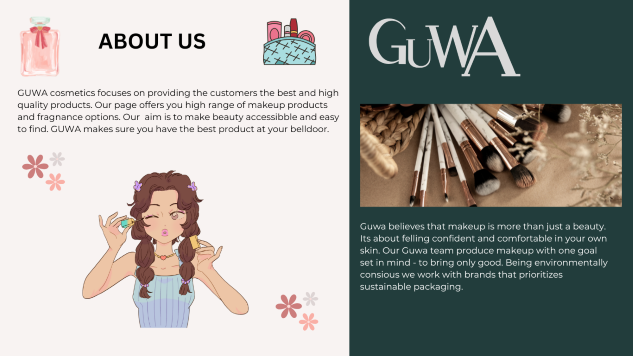 ABOUT US
GUWA cosmetics focuses on providing the customers the best and high
quality products. Our page offers you high range of makeup products
and fragnance options. Our aim is to make beauty accessibble and easy
to find. GUWA makes sure you have the best product at your belldoor.
GUWA
Guwa believes that makeup is more than just a beauty.
Its about felling confident and comfortable in your own
skin. Our Guwa team produce makeup with one goal
set in mind - to bring only good. Being environmentally
consious we work with brands that prioritizes
sustainable packaging.